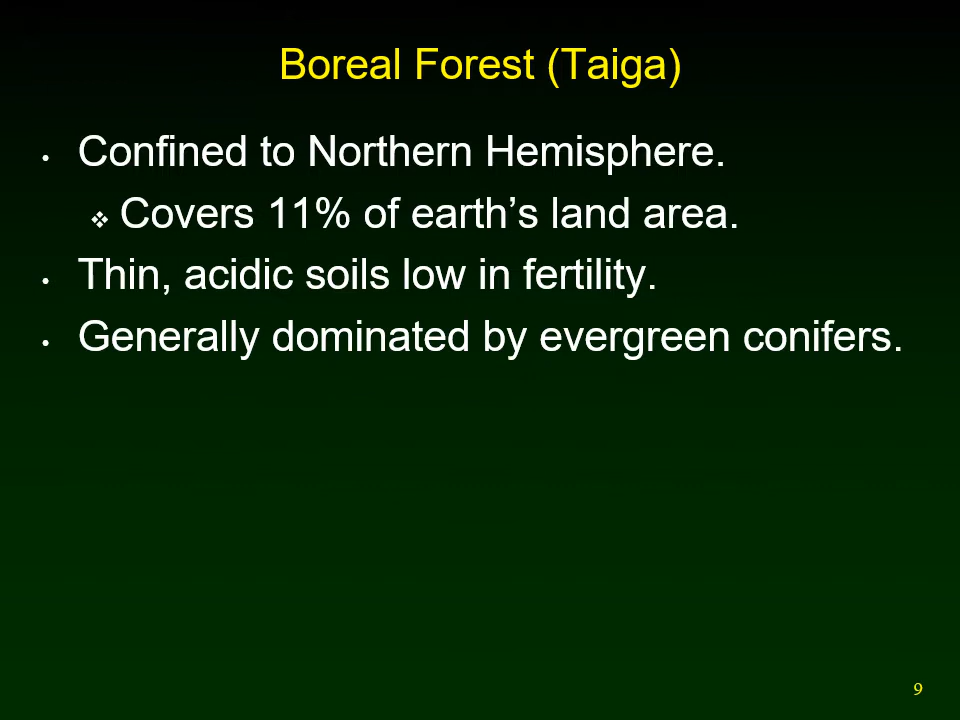 Boreal Forest (Taiga)
• Confined to Northern Hemisphere.
❖ Covers 11% of earth’s land area.
• Thin, acidic soils low in fertility.
• Generally dominated by evergreen conifers.
9